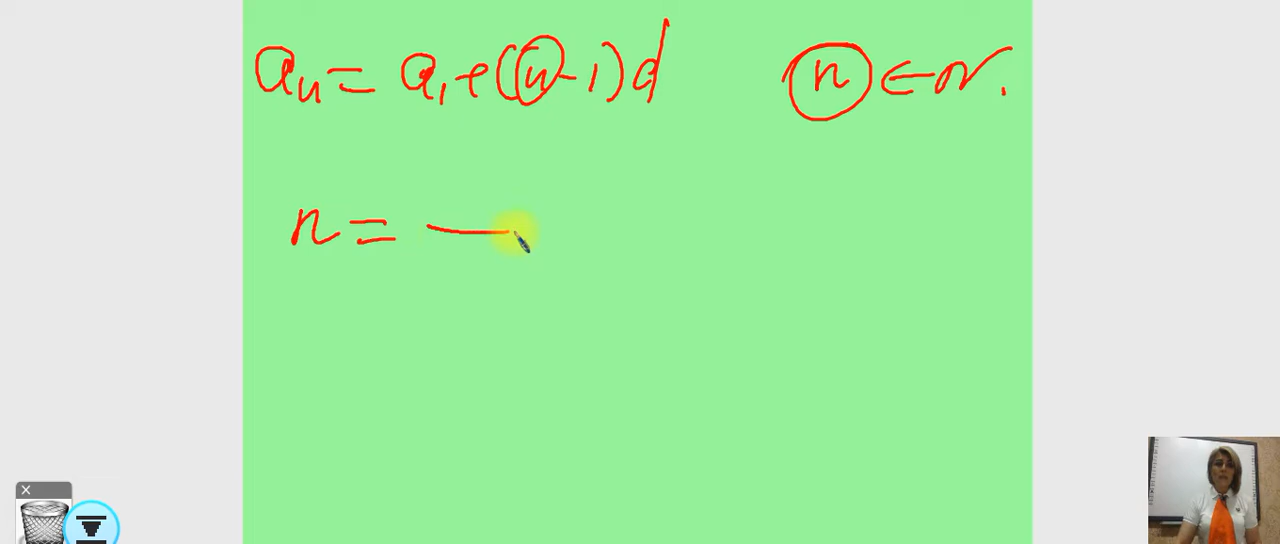 aₙ = a₁ + (n-1)d n ∈ N.
n =